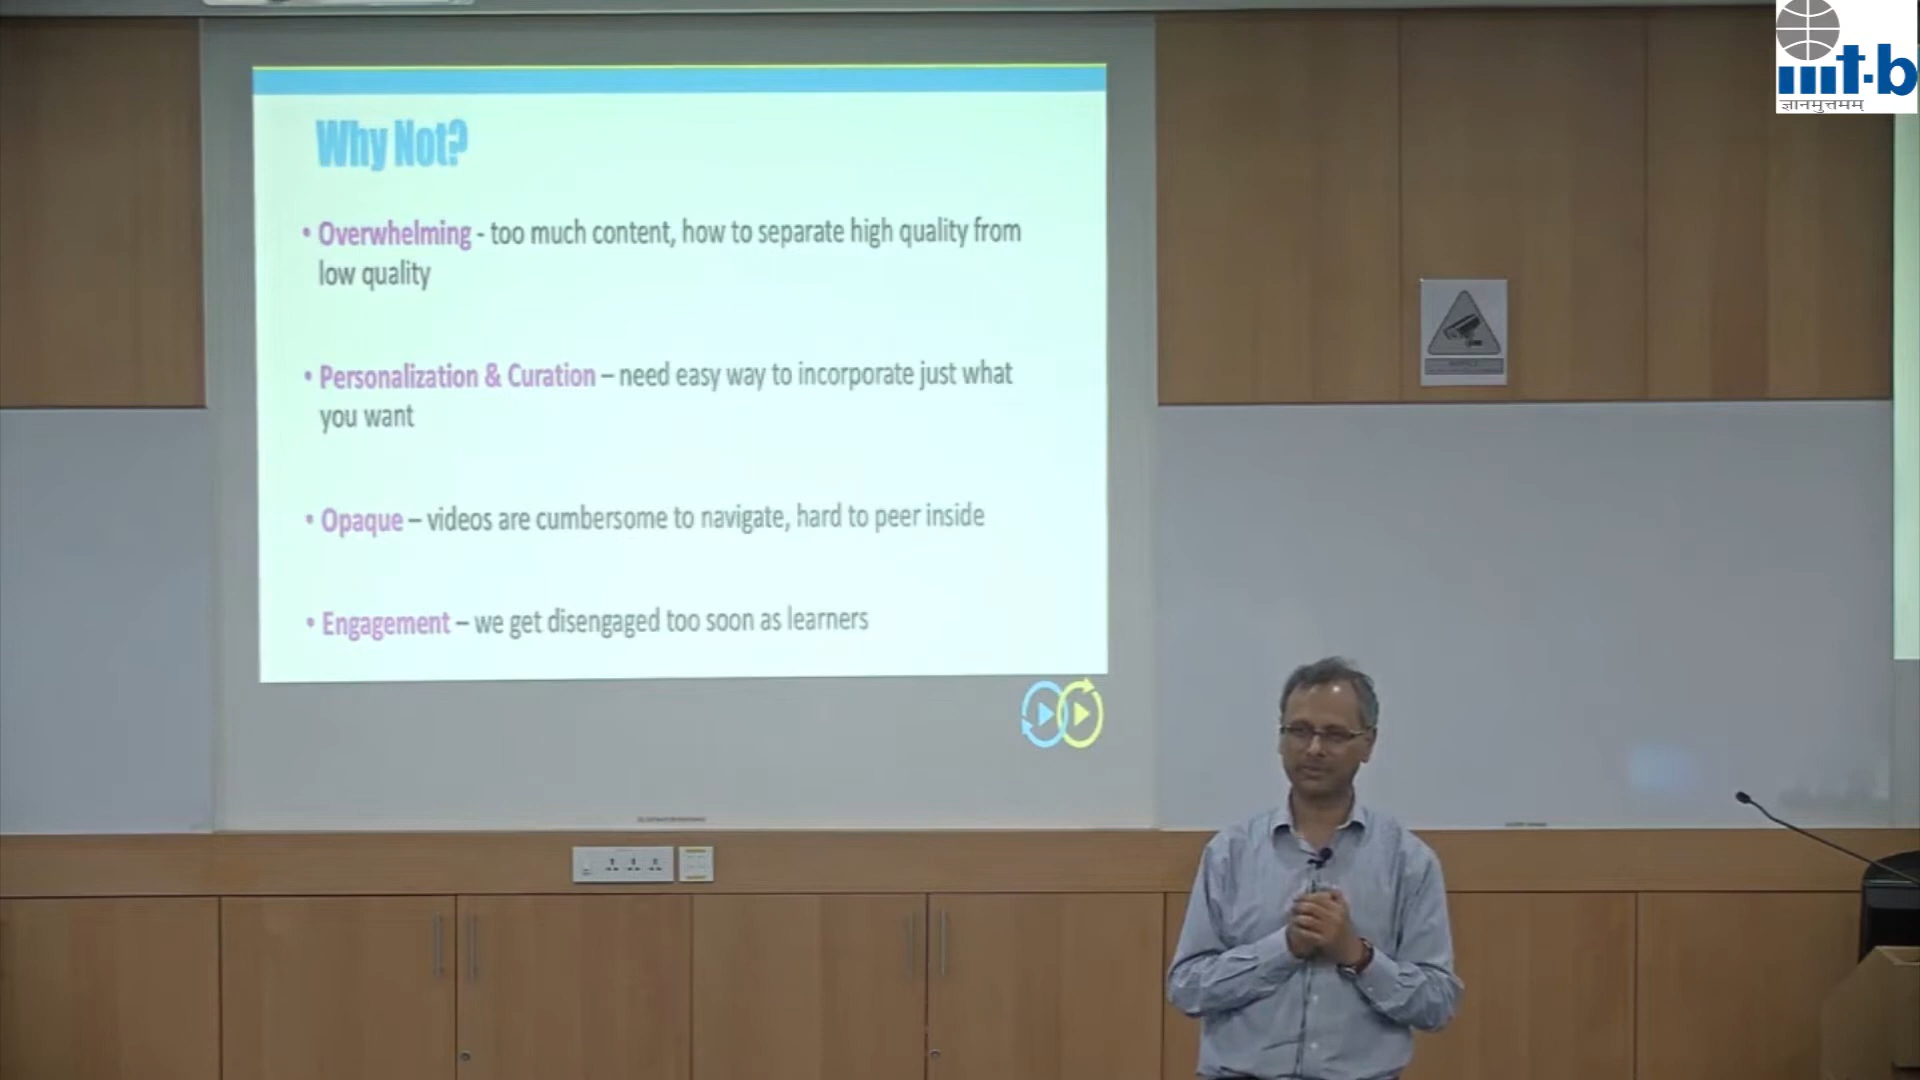 iiit-b
ज्ञानमुत्तमम्
Why Not?
• Overwhelming - too much content, how to separate high quality from
low quality
• Personalization & Curation – need easy way to incorporate just what
you want
• Opaque – videos are cumbersome to navigate, hard to peer inside
• Engagement – we get disengaged too soon as learners